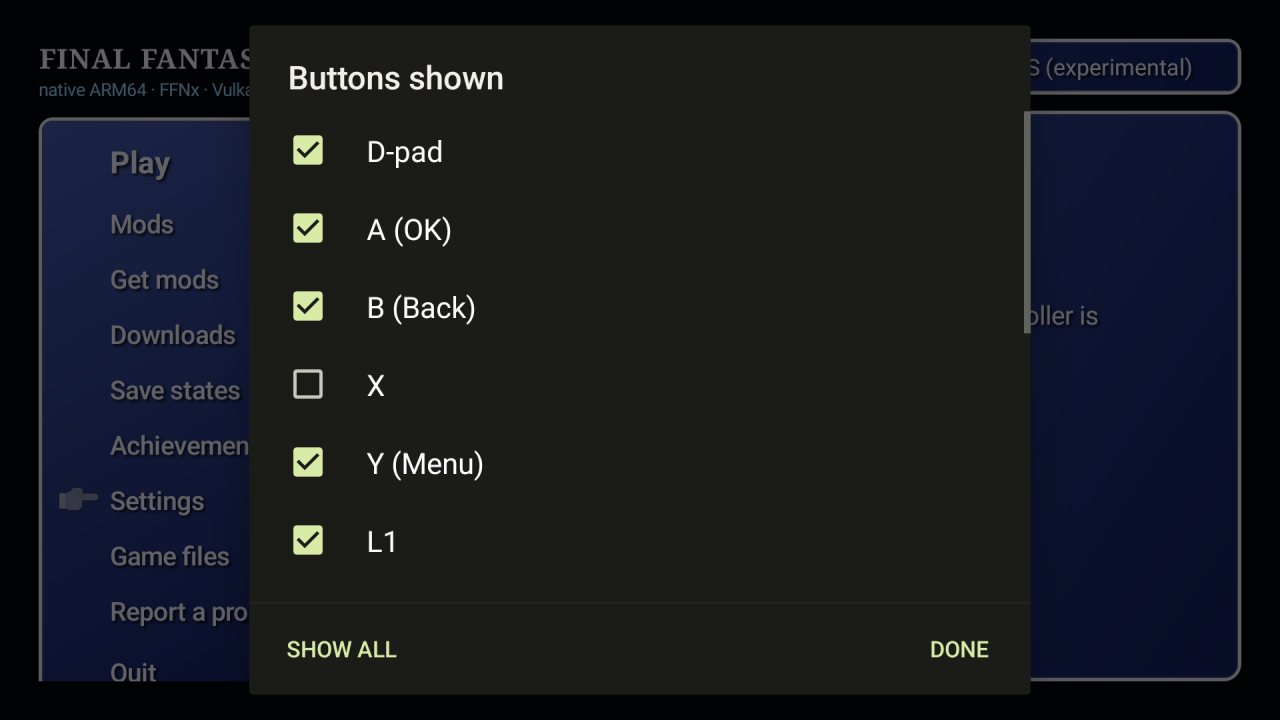 FINAL FANTAS
native ARM64 · FFNx · Vulka
S (experimental)
Play
Mods
Get mods
Downloads
Save states
Achievemen
Settings
Game files
Report a pro
Quit
oller is
Buttons shown
D-pad
A (OK)
B (Back)
X
Y (Menu)
L1
SHOW ALL
DONE